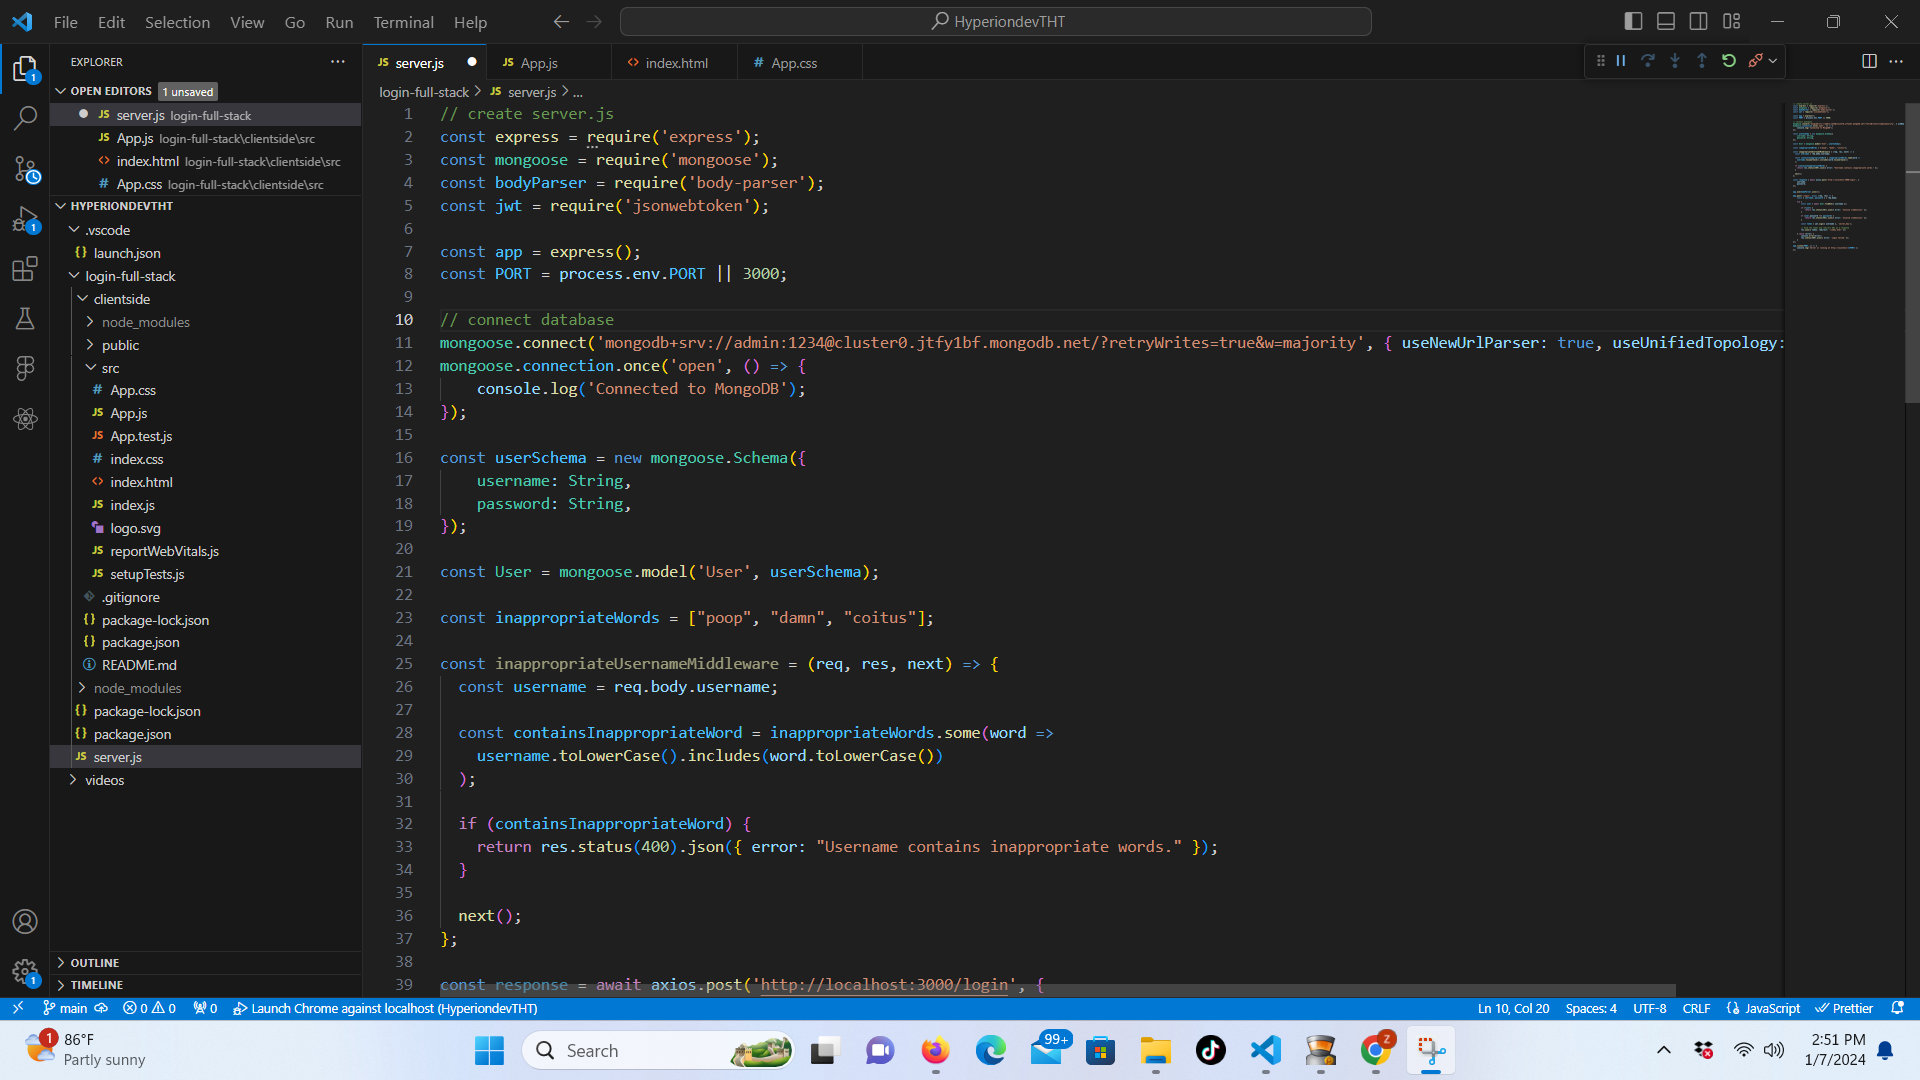 File Edit Selection View Go Run Terminal Help
HyperiondevTHT
EXPLORER
OPEN EDITORS 1 unsaved
JS server.js login-full-stack
JS App.js login-full-stack\clientside\src
<> index.html login-full-stack\clientside\src
# App.css login-full-stack\clientside\src
HYPERIONDEVTHT
.vscode
{} launch.json
login-full-stack
clientside
node_modules
public
src
# App.css
JS App.js
JS App.test.js
# index.css
<> index.html
JS index.js
logo.svg
JS reportWebVitals.js
JS setupTests.js
.gitignore
{} package-lock.json
{} package.json
README.md
node_modules
{} package-lock.json
{} package.json
JS server.js
videos
OUTLINE
TIMELINE
JS server.js JS App.js <> index.html # App.css
login-full-stack > JS server.js > ...
1 // create server.js
2 const express = require('express');
3 const mongoose = require('mongoose');
4 const bodyParser = require('body-parser');
5 const jwt = require('jsonwebtoken');
6
7 const app = express();
8 const PORT = process.env.PORT || 3000;
9
10 // connect database
11 mongoose.connect('mongodb+srv://admin:1234@cluster0.jtfy1bf.mongodb.net/?retryWrites=true&w=majority', { useNewUrlParser: true, useUnifiedTopology:
12 mongoose.connection.once('open', () => {
13 console.log('Connected to MongoDB');
14 });
15
16 const userSchema = new mongoose.Schema({
17 username: String,
18 password: String,
19 });
20
21 const User = mongoose.model('User', userSchema);
22
23 const inappropriateWords = ["poop", "damn", "coitus"];
24
25 const inappropriateUsernameMiddleware = (req, res, next) => {
26 const username = req.body.username;
27
28 const containsInappropriateWord = inappropriateWords.some(word =>
29 username.toLowerCase().includes(word.toLowerCase())
30 );
31
32 if (containsInappropriateWord) {
33 return res.status(400).json({ error: "Username contains inappropriate words." });
34 }
35
36 next();
37 };
38
39 const response = await axios.post('http://localhost:3000/login', {
main 0 0 0 Launch Chrome against localhost (HyperiondevTHT) Ln 10, Col 20 Spaces: 4 UTF-8 CRLF {} JavaScript Prettier
1 86°F
Partly sunny
Search
99+
Z
2:51 PM
1/7/2024